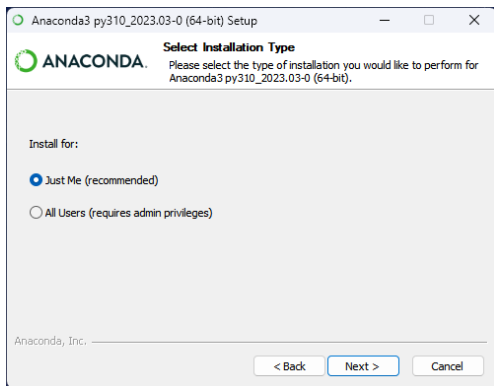 Anaconda3 py310_2023.03-0 (64-bit) Setup
ANACONDA.
Select Installation Type
Please select the type of installation you would like to perform for
Anaconda3 py310_2023.03-0 (64-bit).
Install for:
Just Me (recommended)
All Users (requires admin privileges)
Anaconda, Inc.
< Back
Next >
Cancel